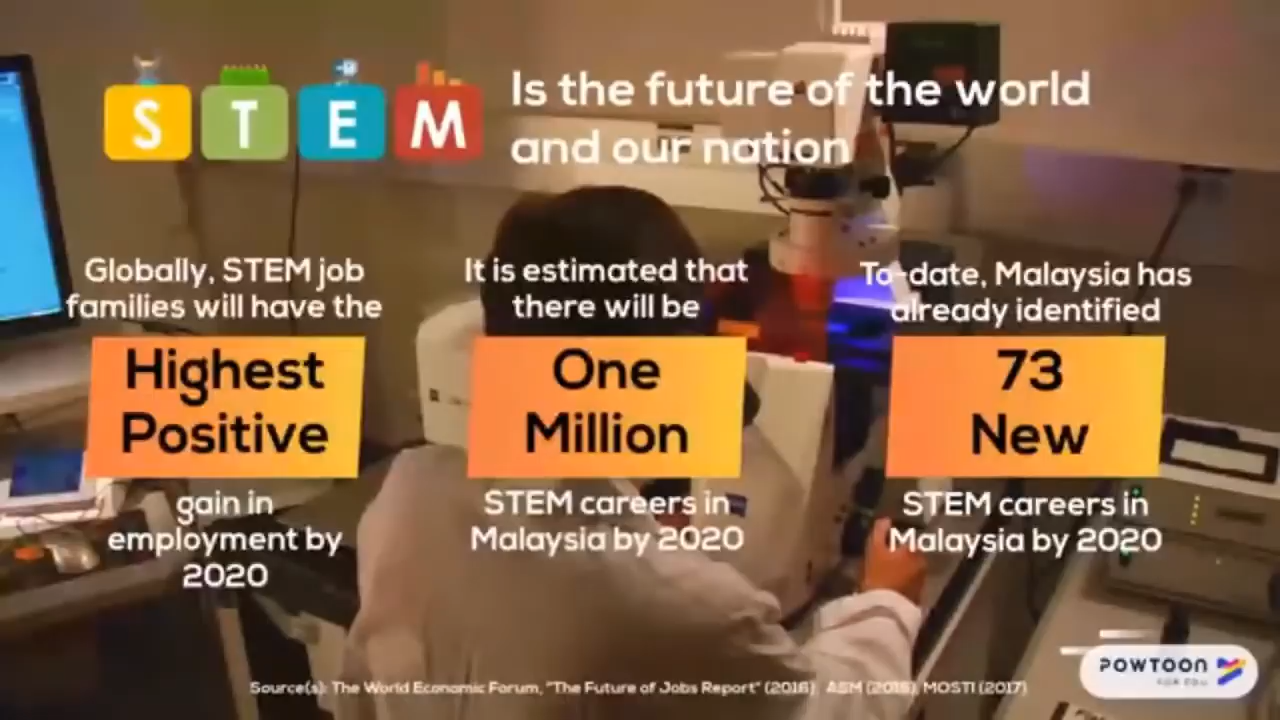 STEM
Is the future of the world
and our nation
Globally, STEM job
families will have the
Highest
Positive
gain in
employment by
2020
It is estimated that
there will be
One
Million
STEM careers in
Malaysia by 2020
To-date, Malaysia has
already identified
73
New
STEM careers in
Malaysia by 2020
Source(s): The World Economic Forum, "The Future of Jobs Report" (2016); ASM (2015); MOSTI (2017)
POWTOON
FOR EDU